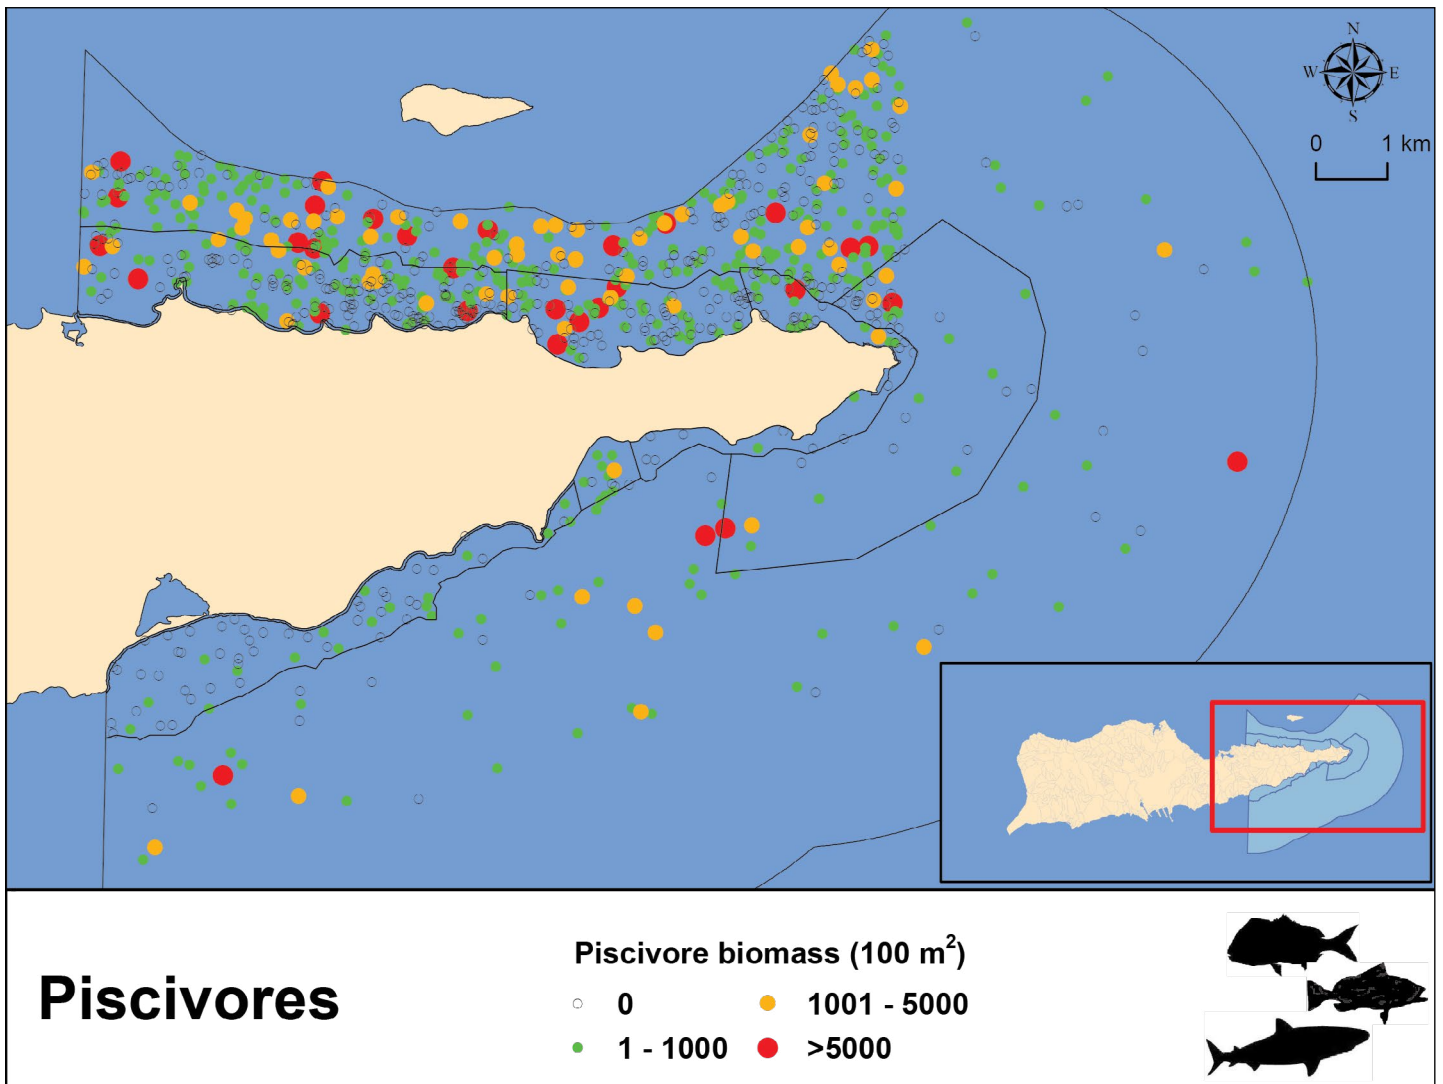 N
W E
S
0 1 km
Piscivores
Piscivore biomass (100 m²)
0
1001 - 5000
1 - 1000
>5000